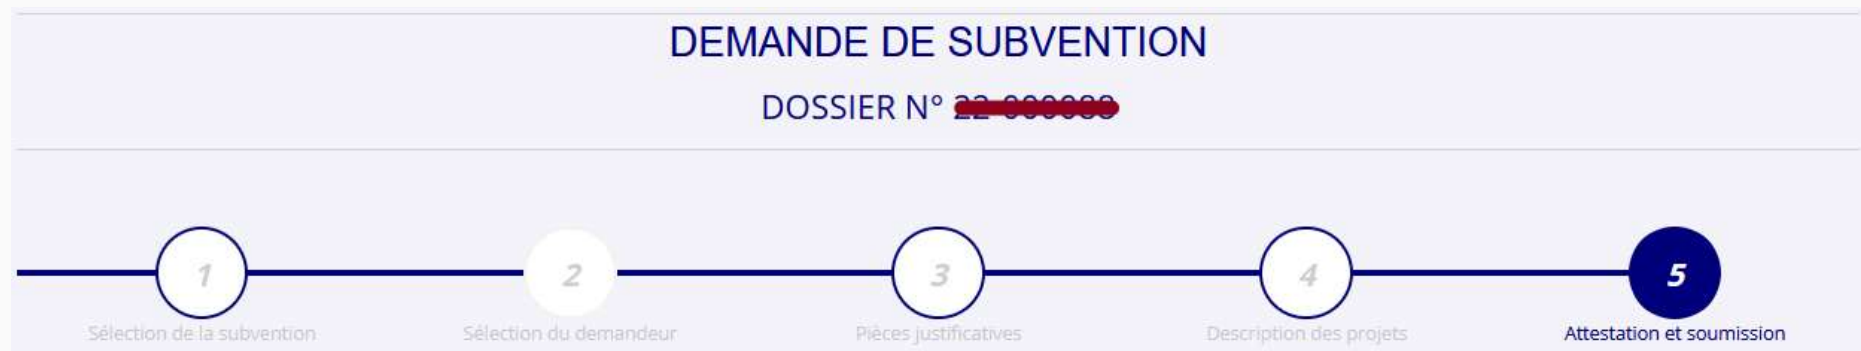 DEMANDE DE SUBVENTION
DOSSIER N°
1 2 3 4 5
Sélection de la subvention Sélection du demandeur Pièces justificatives Description des projets Attestation et soumission